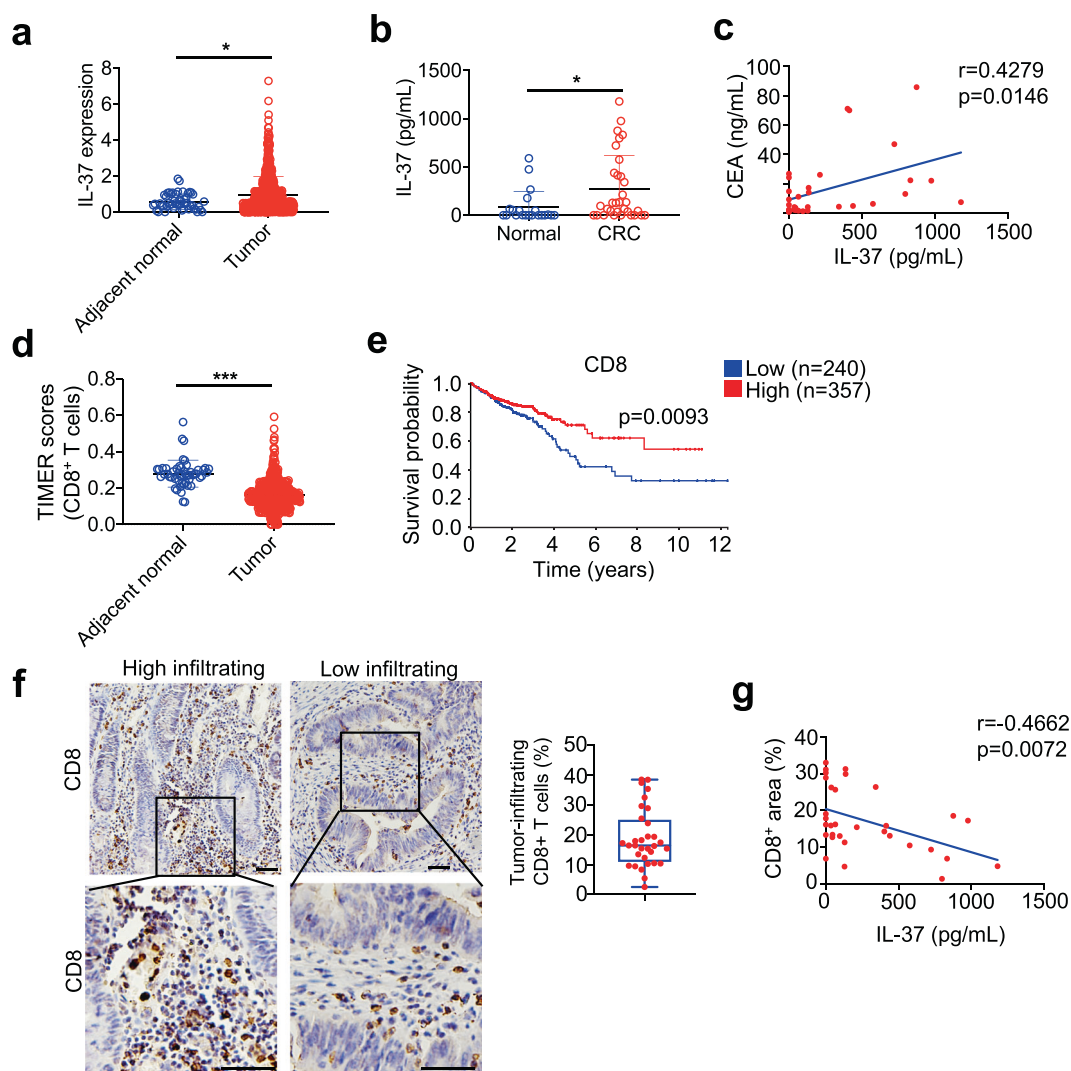 a
IL-37 expression
8
6
4
2
0
*
Adjacent normal
Tumor
b
IL-37 (pg/mL)
1500
1000
500
0
*
Normal
CRC
c
CEA (ng/mL)
100
80
60
40
20
r=0.4279
p=0.0146
0
500
1000
1500
IL-37 (pg/mL)
d
TIMER scores
(CD8⁺ T cells)
0.8
0.6
0.4
0.2
0.0
***
Adjacent normal
Tumor
e
CD8
Survival probability
1.0
0.8
0.6
0.4
0.2
0.0
p=0.0093
0
2
4
6
8
10
12
Time (years)
Low (n=240)
High (n=357)
f
High infiltrating
Low infiltrating
CD8
CD8
Tumor-infiltrating
CD8+ T cells (%)
50
40
30
20
10
0
g
CD8⁺ area (%)
40
30
20
10
0
r=-0.4662
p=0.0072
0
500
1000
1500
IL-37 (pg/mL)